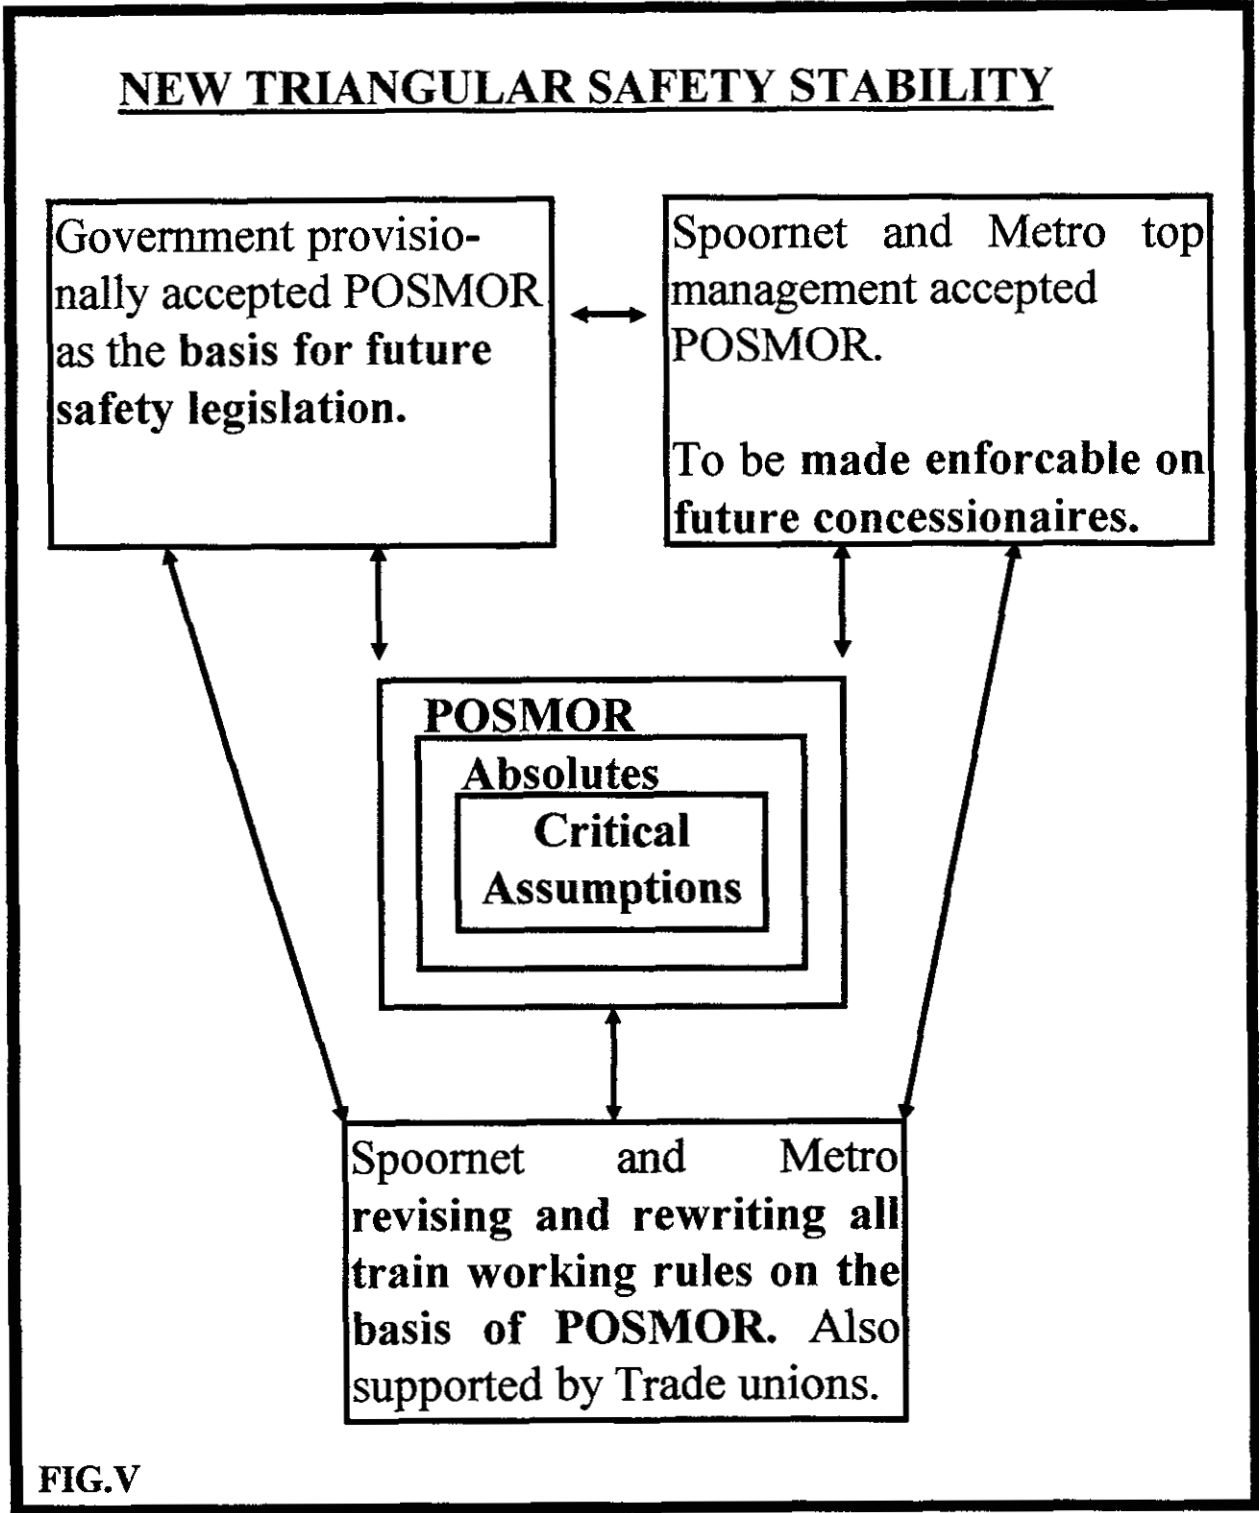 NEW TRIANGULAR SAFETY STABILITY
Government provisio-
nally accepted POSMOR
as the basis for future
safety legislation.
Spoornet and Metro top
management accepted
POSMOR.
To be made enforcable on
future concessionaires.
POSMOR
Absolutes
Critical
Assumptions
Spoornet and Metro
revising and rewriting all
train working rules on the
basis of POSMOR. Also
supported by Trade unions.
FIG.V